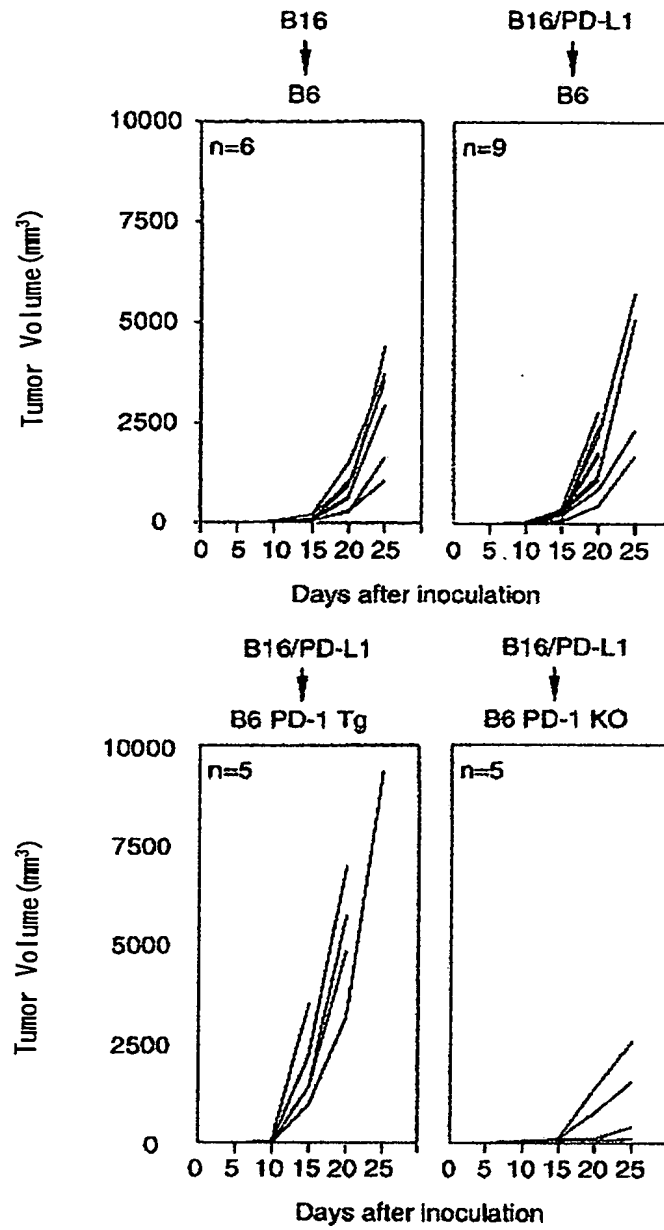 B16
B6
B16/PD-L1
B6
Tumor Volume (mm³)
10000
7500
5000
2500
0
n=6
0 5 10 15 20 25
n=9
0 5 10 15 20 25
Days after inoculation
B16/PD-L1
B6 PD-1 Tg
B16/PD-L1
B6 PD-1 KO
Tumor Volume (mm³)
10000
7500
5000
2500
0
n=5
0 5 10 15 20 25
n=5
0 5 10 15 20 25
Days after inoculation